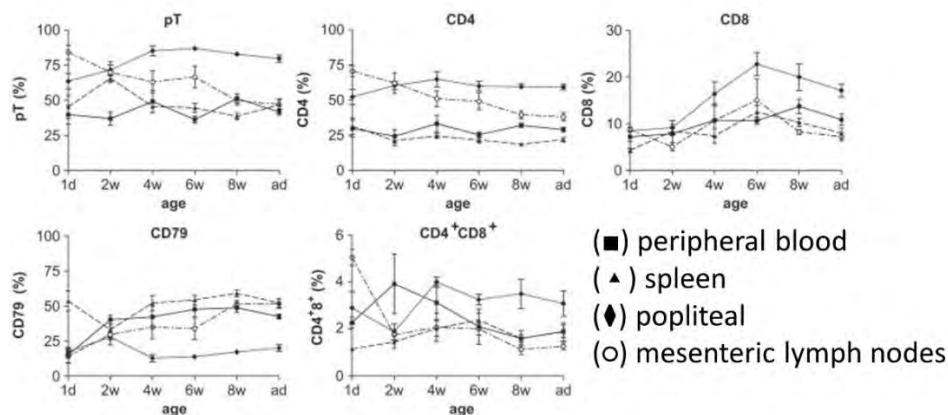 pT
pT (%)
100
75
50
25
0
1d 2w 4w 6w 8w ad
age
CD4
CD4 (%)
100
75
50
25
0
1d 2w 4w 6w 8w ad
age
CD8
CD8 (%)
30
20
10
0
1d 2w 4w 6w 8w ad
age
CD79
CD79 (%)
100
75
50
25
0
1d 2w 4w 6w 8w ad
age
CD4⁺CD8⁺
CD4⁺8⁺ (%)
6
4
2
0
1d 2w 4w 6w 8w ad
age
(■) peripheral blood
(▲) spleen
(♦) popliteal
(○) mesenteric lymph nodes